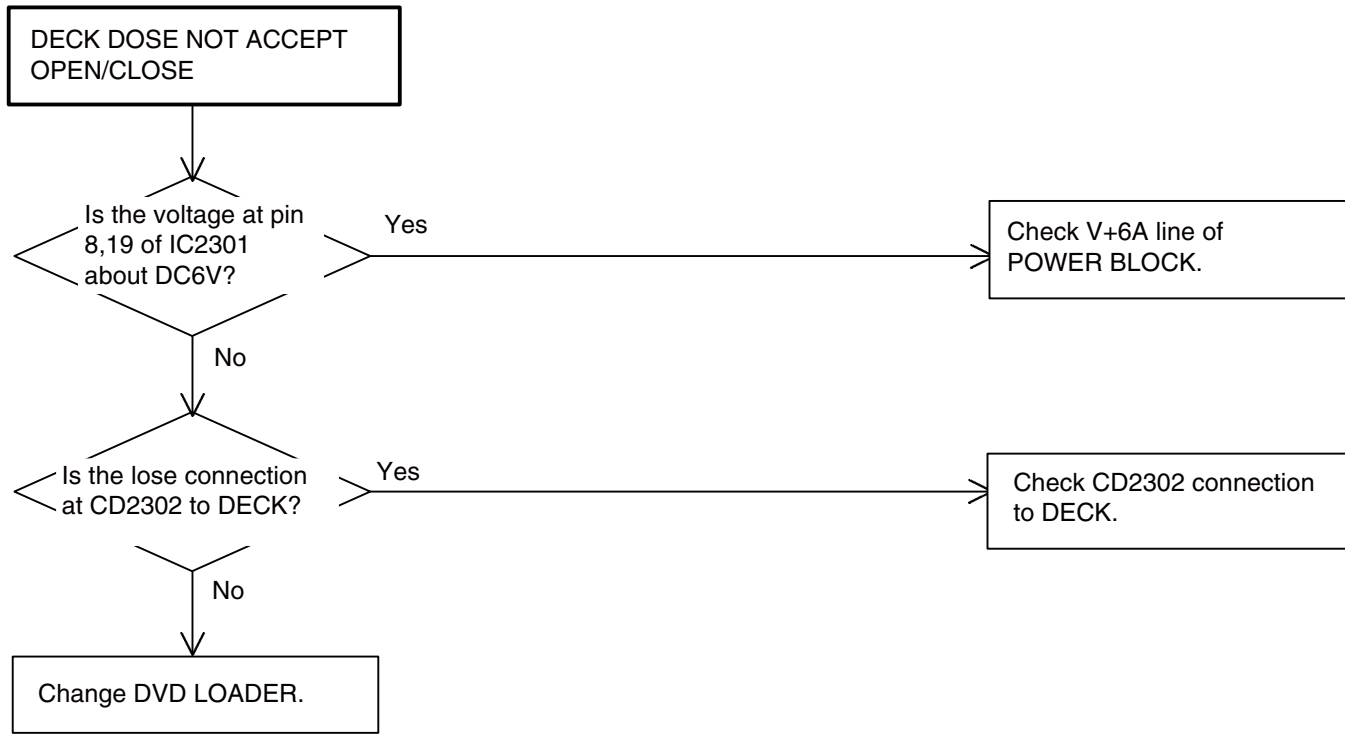 DECK DOSE NOT ACCEPT
OPEN/CLOSE
Is the voltage at pin
8,19 of IC2301
about DC6V?
Yes
Check V+6A line of
POWER BLOCK.
No
Is the lose connection
at CD2302 to DECK?
Yes
Check CD2302 connection
to DECK.
No
Change DVD LOADER.